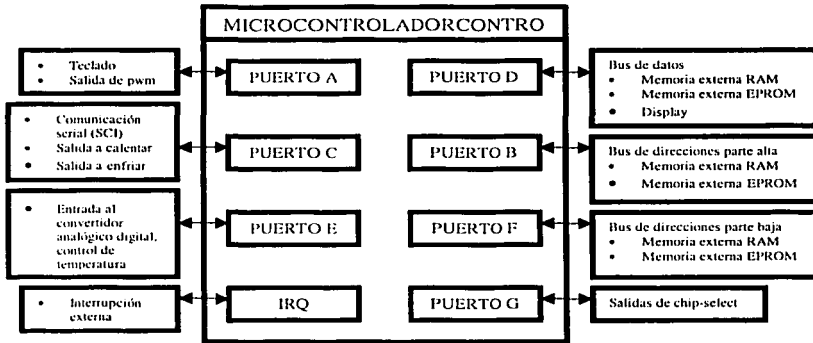 MICROCONTROLADORCONTRO
• Teclado
• Salida de pwm
PUERTO A
PUERTO D
Bus de datos
• Memoria externa RAM
• Memoria externa EPROM
• Display
• Comunicación
serial (SCI)
• Salida a calentar
• Salida a enfriar
PUERTO C
PUERTO B
Bus de direcciones parte alta
• Memoria externa RAM
• Memoria externa EPROM
• Entrada al
convertidor
analógico digital,
control de
temperatura
PUERTO E
PUERTO F
Bus de direcciones parte baja
• Memoria externa RAM
• Memoria externa EPROM
• Interrupción
externa
IRQ
PUERTO G
Salidas de chip-select